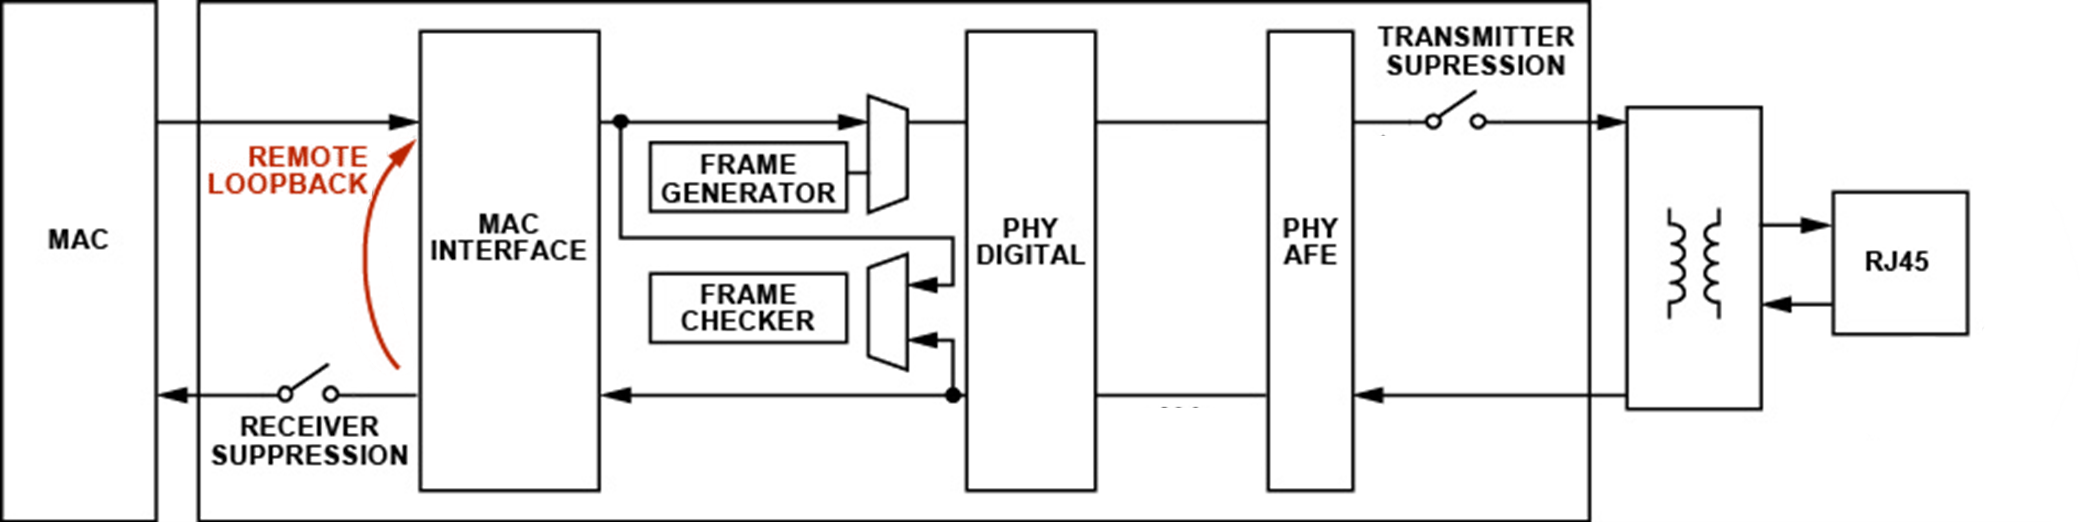 TRANSMITTER
SUPRESSION
REMOTE
LOOPBACK
FRAME
GENERATOR
MAC
MAC
INTERFACE
PHY
DIGITAL
PHY
AFE
RJ45
FRAME
CHECKER
RECEIVER
SUPPRESSION